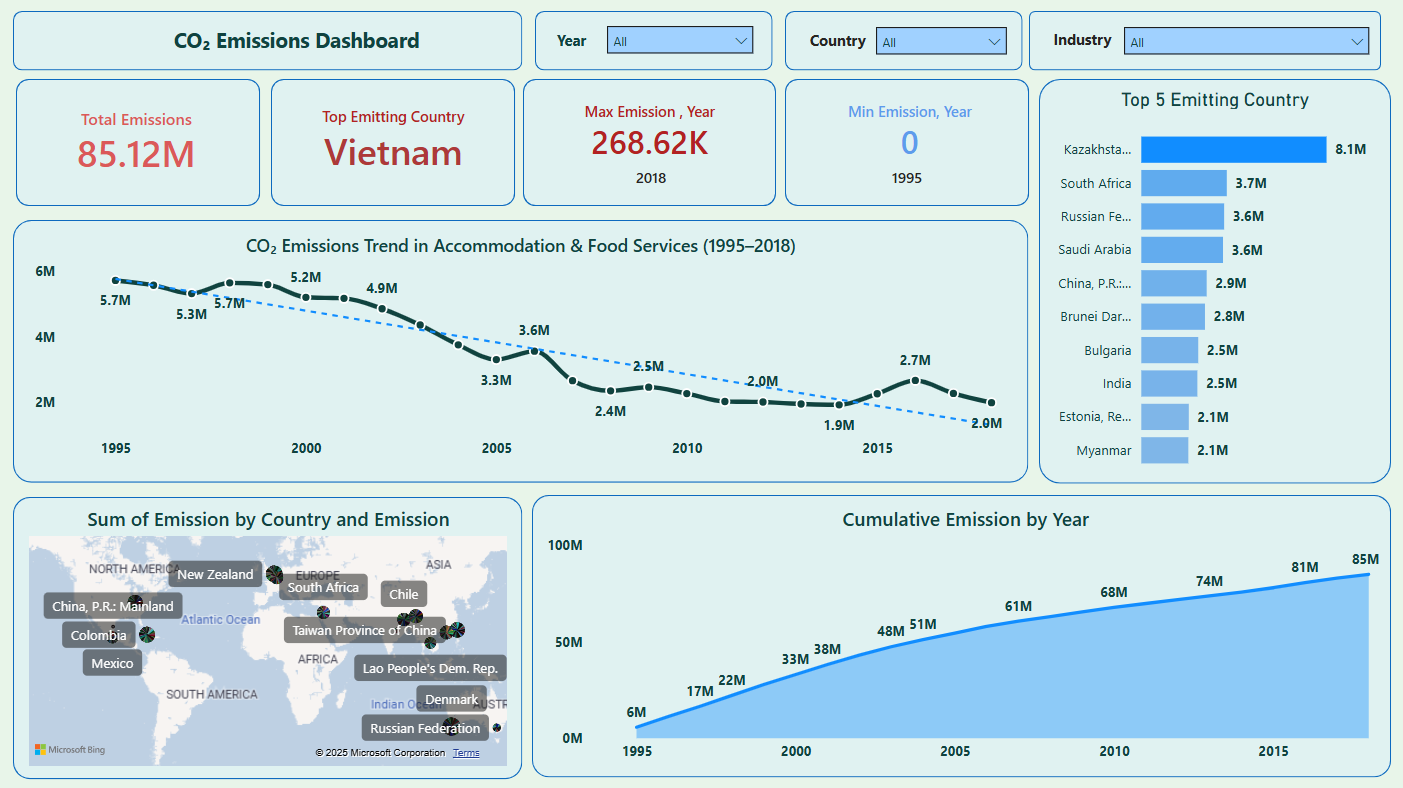 CO₂ Emissions Dashboard
Year
All
Country
All
Industry
All
Total Emissions
85.12M
Top Emitting Country
Vietnam
Max Emission , Year
268.62K
2018
Min Emission, Year
0
1995
Top 5 Emitting Country
Kazakhsta... 8.1M
South Africa 3.7M
Russian Fe... 3.6M
Saudi Arabia 3.6M
China, P.R.:... 2.9M
Brunei Dar... 2.8M
Bulgaria 2.5M
India 2.5M
Estonia, Re... 2.1M
Myanmar 2.1M
CO₂ Emissions Trend in Accommodation & Food Services (1995–2018)
6M
4M
2M
5.7M
5.3M
5.7M
5.2M
4.9M
3.3M
3.6M
2.4M
2.5M
2.0M
1.9M
2.7M
2.0M
1995 2000 2005 2010 2015
Sum of Emission by Country and Emission
NORTH AMERICA
New Zealand
EUROPE
ASIA
South Africa
Chile
China, P.R.: Mainland
Atlantic Ocean
Colombia
Taiwan Province of China
Mexico
AFRICA
Lao People's Dem. Rep.
SOUTH AMERICA
Denmark
Indian Ocean
AUSTR
Russian Federation
Microsoft Bing
© 2025 Microsoft Corporation Terms
Cumulative Emission by Year
100M
50M
0M
6M
17M
22M
33M
38M
48M
51M
61M
68M
74M
81M
85M
1995 2000 2005 2010 2015